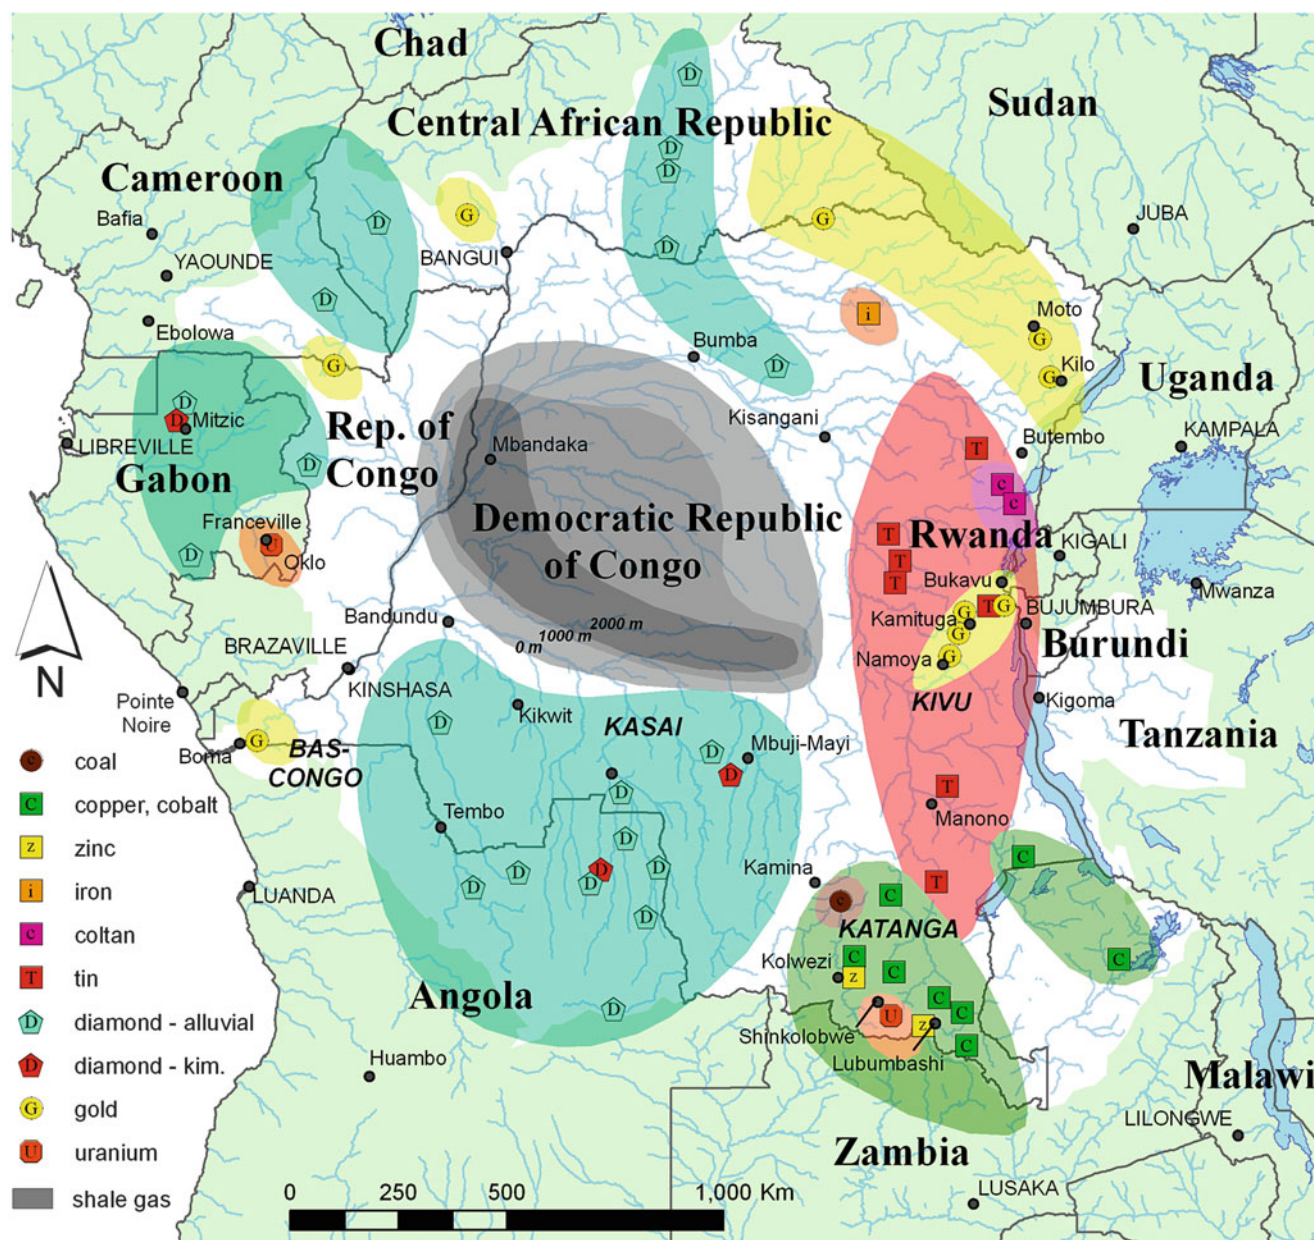 Chad
Central African Republic
Sudan
Cameroon
Bafia
JUBA
YAOUNDE
BANGUI
Ebolowa
Moto
Bumba
Kilo
Uganda
Mitzic
Rep. of
Congo
Kisangani
LIBREVILLE
Gabon
Mbandaka
Butembo
KAMPALA
Franceville
Oklo
Democratic Republic
of Congo
Rwanda
KIGALI
Bukavu
Mwanza
N
Bandundu
0 m
1000 m
2000 m
Kamituga
BUJUMBURA
Burundi
BRAZAVILLE
KINSHASA
Namoya
KIVU
Kigoma
Pointe
Noire
Kikwit
KASAI
Mbuji-Mayi
Tanzania
Boma
BAS-
CONGO
Tembo
Manono
Kamina
LUANDA
KATANGA
Kolwezi
Angola
Shinkolobwe
Lubumbashi
Huambo
Malawi
LILONGWE
Zambia
LUSAKA
c coal
C copper, cobalt
z zinc
i iron
c coltan
T tin
D diamond - alluvial
D diamond - kim.
G gold
U uranium
shale gas
0 250 500 1,000 Km